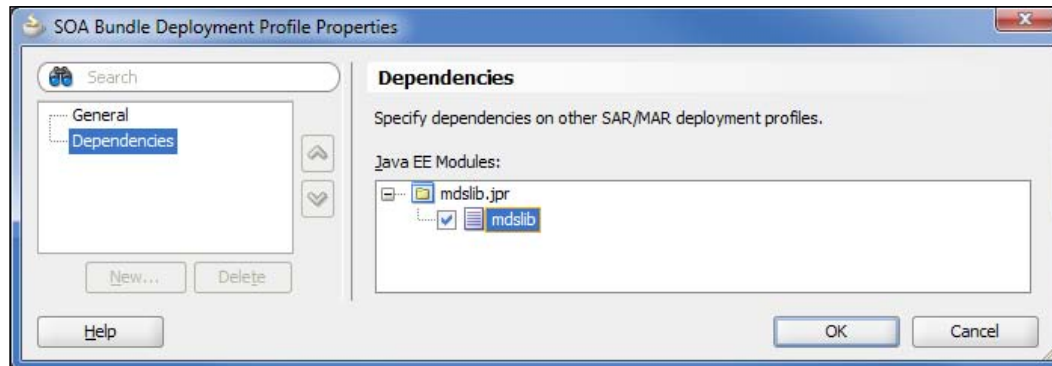 SOA Bundle Deployment Profile Properties
Search
General
Dependencies
New...
Delete
Dependencies
Specify dependencies on other SAR/MAR deployment profiles.
Java EE Modules:
mdslib.jpr
mdslib
Help
OK
Cancel